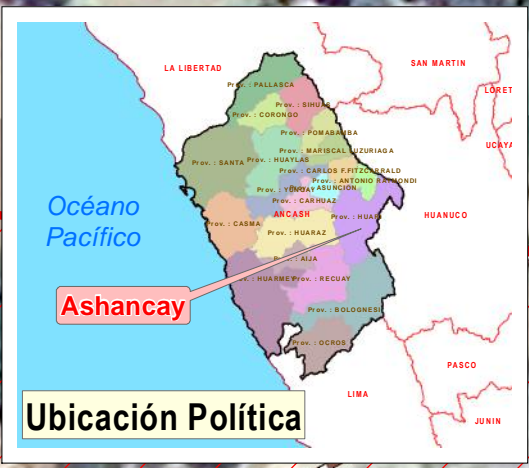 LA LIBERTAD
SAN MARTIN
Prov. : PALLASCA
LORET
Prov. : SIHUAS
Prov. : CORONGO
Prov. : POMABAMBA
UCAYA
Prov. : MARISCAL LUZURIAGA
Prov. : SANTA
Prov. : HUAYLAS
Prov. : CARLOS F.FITZCARRALD
Prov. : ANTONIO RAYMONDI
Prov. : YUNGAY
ASUNCION
Prov. : CARHUAZ
Océano
Pacífico
ANCASH
Prov. : HUARI
HUANUCO
Prov. : CASMA
Prov. : HUARAZ
Prov. : AIJA
Prov. : HUARMEY
Prov. : RECUAY
Ashancay
Prov. : BOLOGNESI
Prov. : OCROS
PASCO
LIMA
Ubicación Política
JUNIN